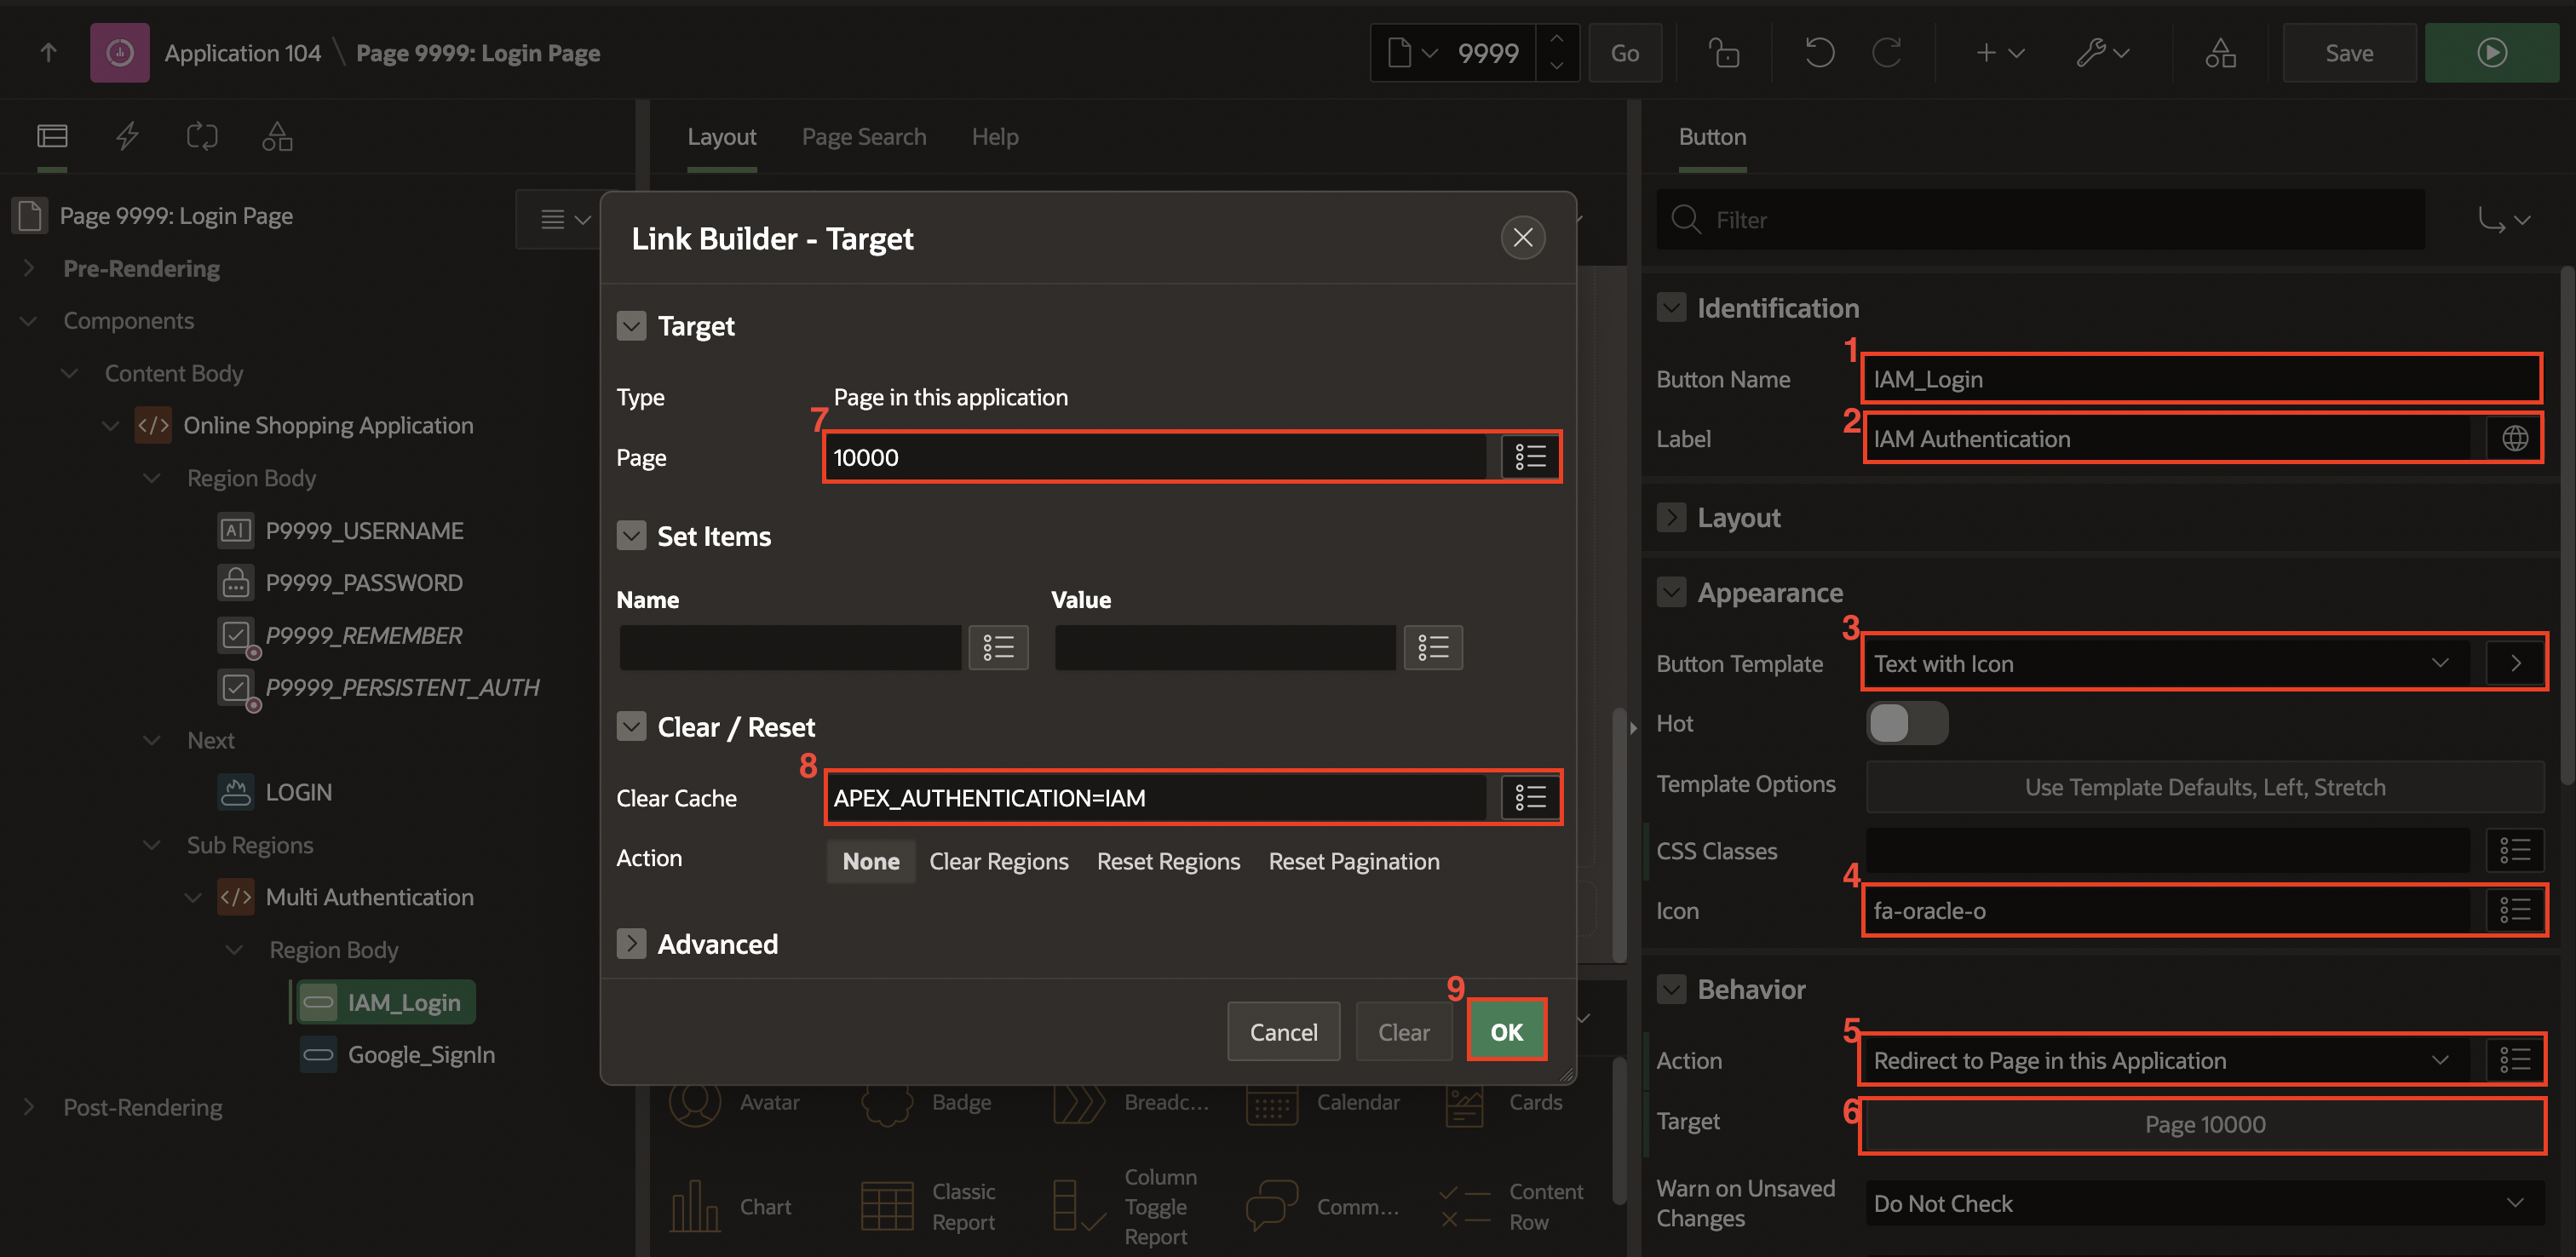 Application 104 \ Page 9999: Login Page
9999
Go
Save
Page 9999: Login Page
Pre-Rendering
Components
Content Body
Online Shopping Application
Region Body
P9999_USERNAME
P9999_PASSWORD
P9999_REMEMBER
P9999_PERSISTENT_AUTH
Next
LOGIN
Sub Regions
Multi Authentication
Region Body
IAM_Login
Google_SignIn
Post-Rendering
Layout Page Search Help
Link Builder - Target
Target
Type Page in this application
7
Page 10000
Set Items
Name Value
Clear / Reset
8
Clear Cache APEX_AUTHENTICATION=IAM
Action None Clear Regions Reset Regions Reset Pagination
Advanced
9
Cancel Clear OK
Avatar Badge Breadc... Calendar Cards
Chart
Classic
Report
Column
Toggle
Report
Comm...
Content
Row
Button
Filter
Identification
1
Button Name IAM_Login
2
Label IAM Authentication
Layout
Appearance
3
Button Template Text with Icon
Hot
Template Options Use Template Defaults, Left, Stretch
CSS Classes
4
Icon fa-oracle-o
Behavior
5
Action Redirect to Page in this Application
6
Target Page 10000
Warn on Unsaved
Changes
Do Not Check